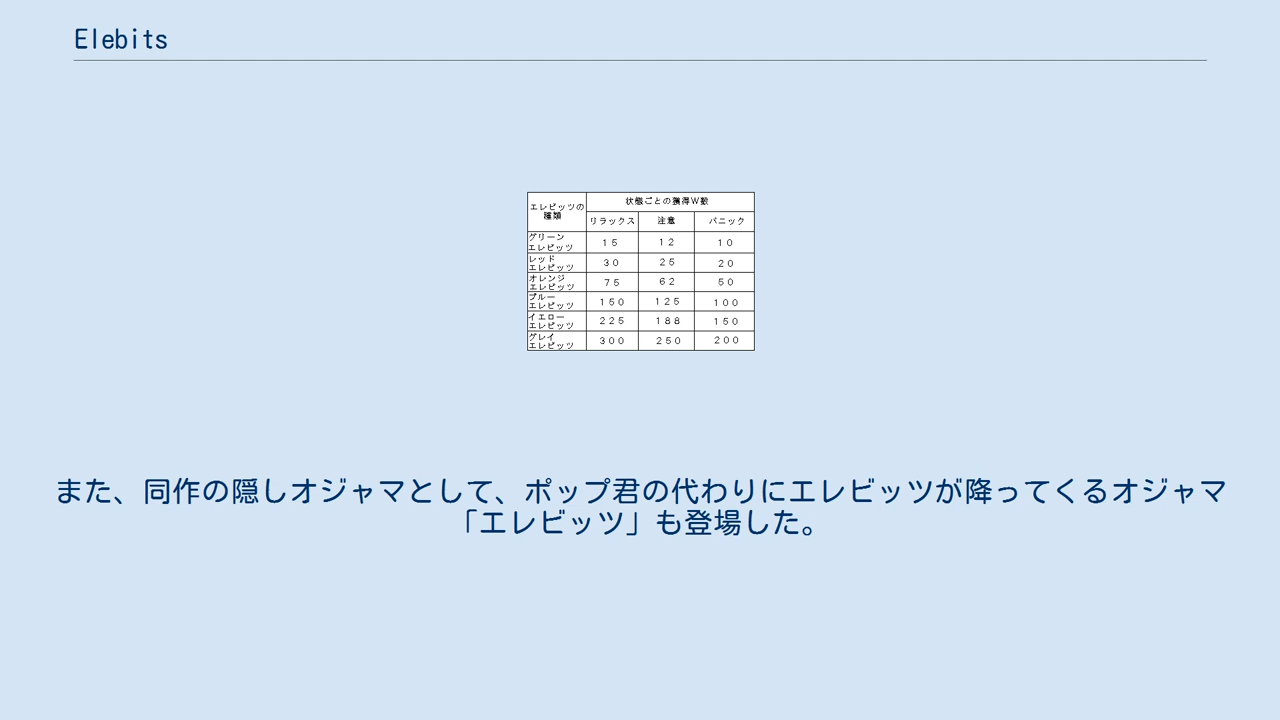 Elebits
エレビッツの種類 状態ごとの獲得W数
リラックス 注意 パニック
グリーンエレビッツ 15 12 10
レッドエレビッツ 30 25 20
オレンジエレビッツ 75 62 50
ブルーエレビッツ 150 125 100
イエローエレビッツ 225 188 150
グレイエレビッツ 300 250 200
また、同作の隠しオジャマとして、ポップ君の代わりにエレビッツが降ってくるオジャマ
「エレビッツ」も登場した。